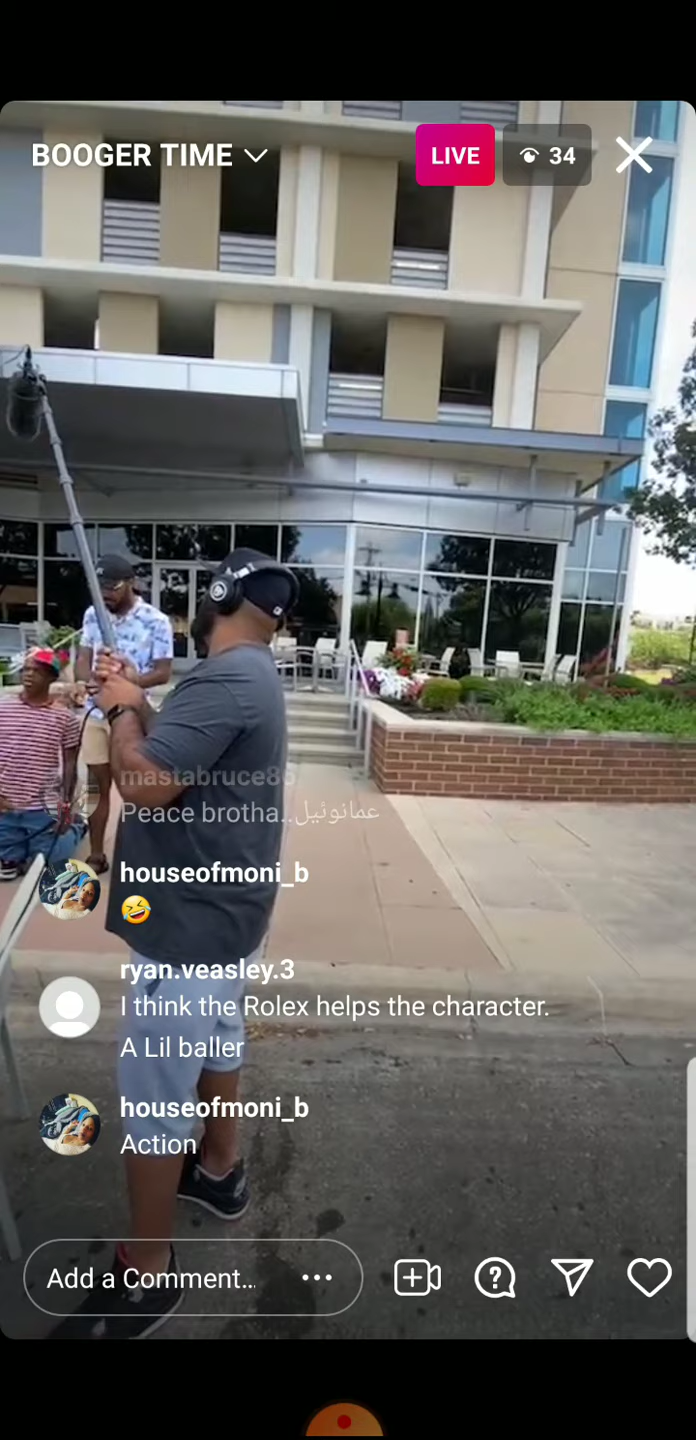 BOOGER TIME
LIVE
34
mastabruce86
Peace brotha..عمانوئيل
houseofmoni_b
🤣
ryan.veasley.3
I think the Rolex helps the character.
A Lil baller
houseofmoni_b
Action
Add a Comment...